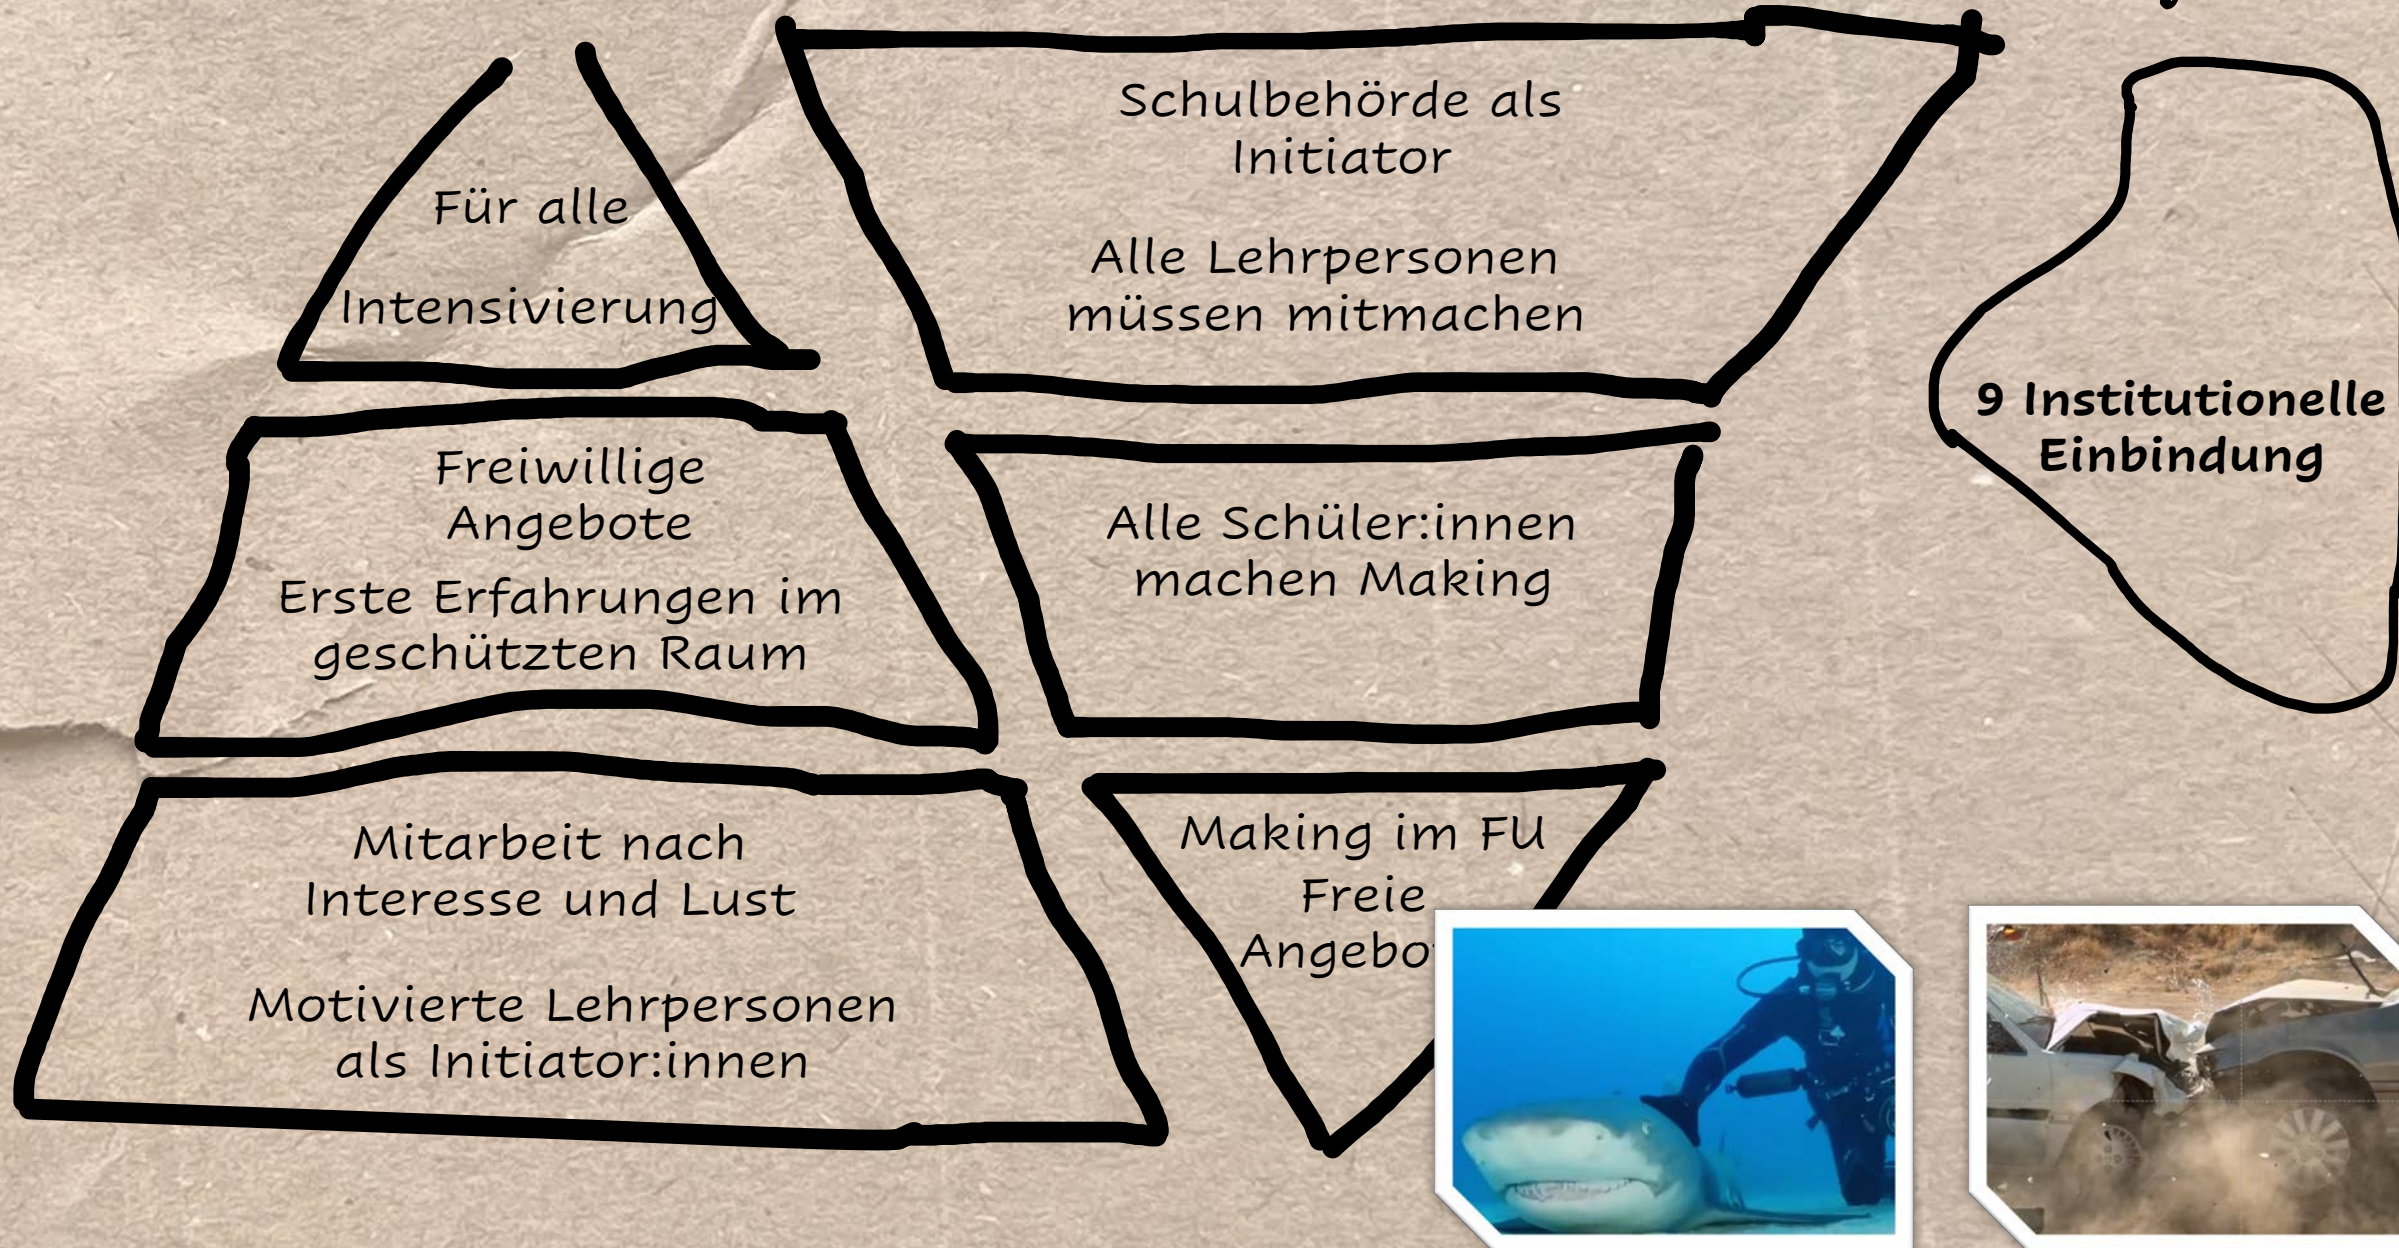 Für alle
Intensivierung
Schulbehörde als
Initiator
Alle Lehrpersonen
müssen mitmachen
9 Institutionelle
Einbindung
Freiwillige
Angebote
Erste Erfahrungen im
geschützten Raum
Alle Schüler:innen
machen Making
Mitarbeit nach
Interesse und Lust
Motivierte Lehrpersonen
als Initiator:innen
Making im FU
Freie